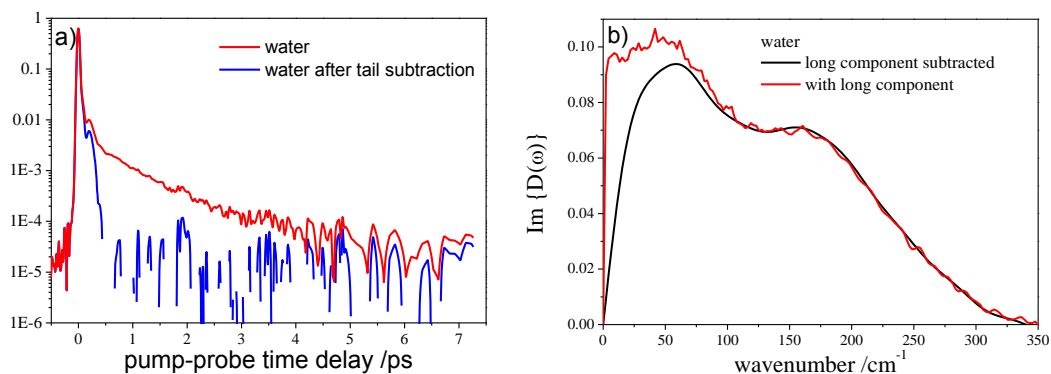 a)
water
water after tail subtraction
1
0.1
0.01
1E-3
1E-4
1E-5
1E-6
0 1 2 3 4 5 6 7
pump-probe time delay /ps
b)
water
long component subtracted
with long component
Im {D(ω)}
0.10
0.08
0.06
0.04
0.02
0.00
0 50 100 150 200 250 300 350
wavenumber /cm⁻¹